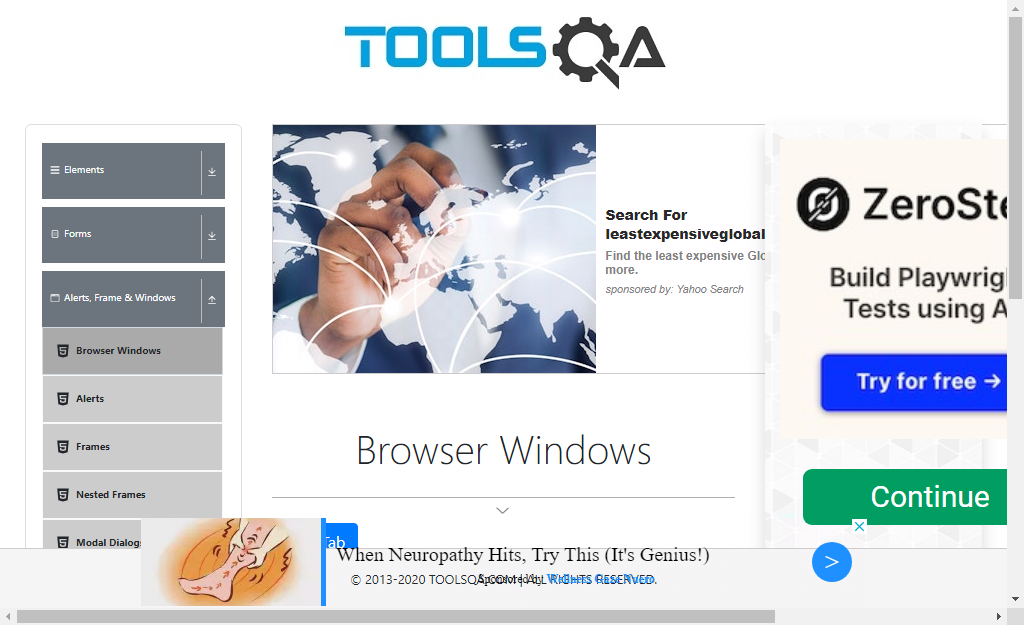 TOOLSQA
Elements
Forms
Alerts, Frame & Windows
Browser Windows
Alerts
Frames
Nested Frames
Modal Dialogs
Search For
leastexpensiveglobal
Find the least expensive Glo
more.
sponsored by: Yahoo Search
ZeroSte
Build Playwrig
Tests using A
Try for free →
Continue
Browser Windows
Tab
When Neuropathy Hits, Try This (It's Genius!)
© 2013-2020 TOOLSQA.COM | ALL RIGHTS RESERVED.
Sponsored by
>